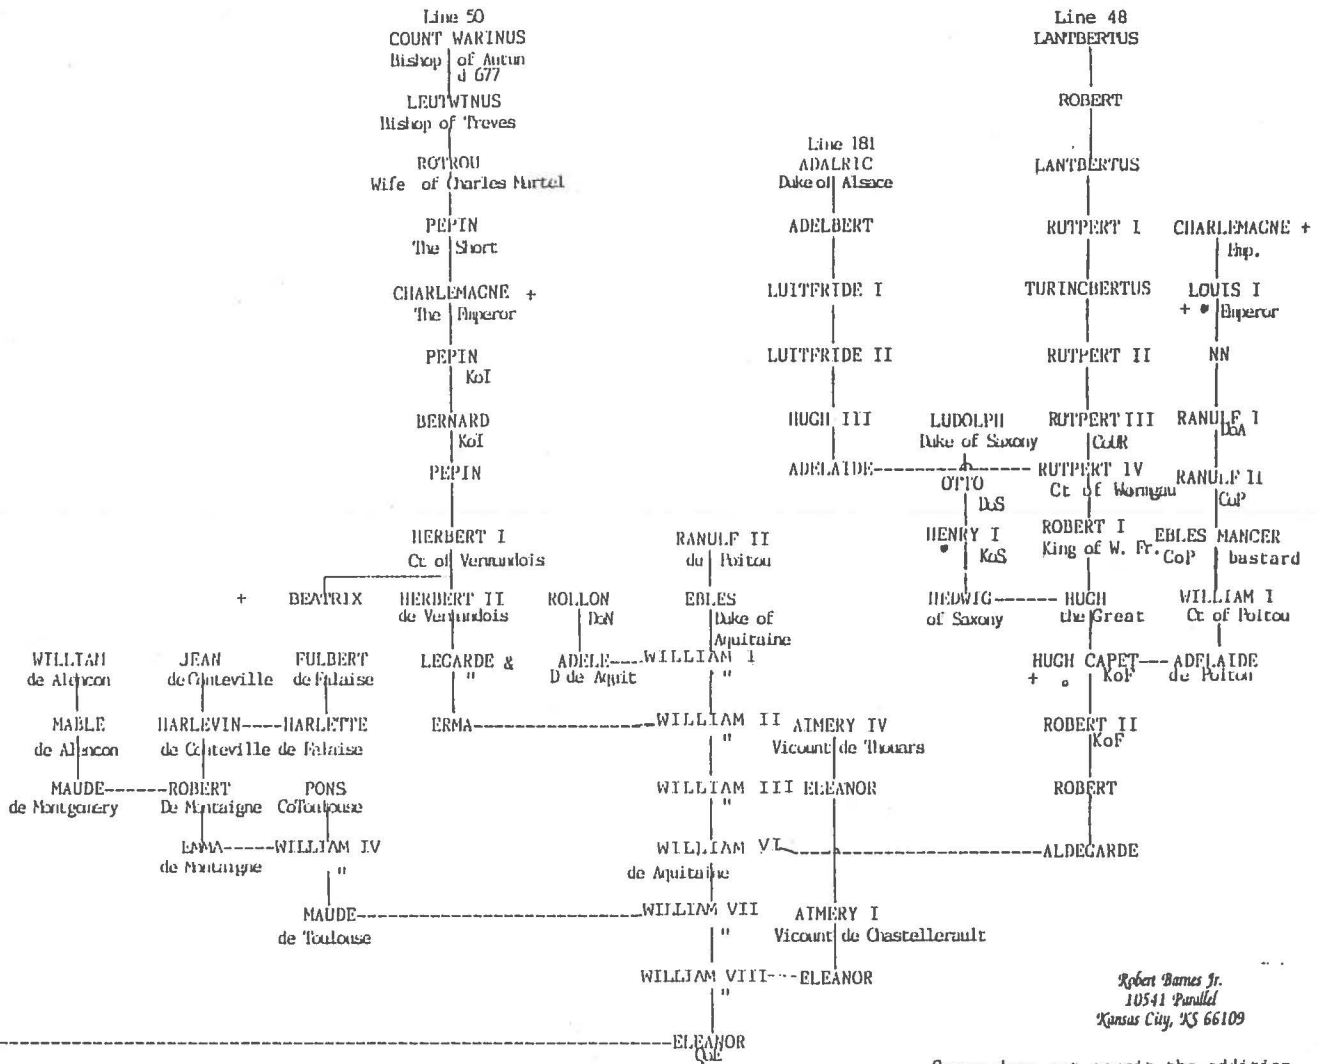 Line 50
COUNT WARINUS
Bishop of Autun
d 677
LEUTWINUS
Bishop of Treves
ROTROU
Wife of Charles Martel
PEPIN
The Short
CHARLEMAGNE +
The Emperor
PEPIN
KoI
BERNARD
KoI
PEPIN
HERBERT I
Ct of Vermandois
+ BEATRIX
HERBERT II
de Vermandois
LEGARDE &
"
ERMA
Line 181
ADALRIC
Duke of Alsace
ADELBERT
LUITFRIDE I
LUITFRIDE II
HUGH III
ADELAIDE
Line 48
LANTBERTUS
ROBERT
LANTBERTUS
RUTPERT I
TURINCBERTUS
RUTPERT II
RUTPERT III
CoUR
RUTPERT IV
Ct of Wormgau
ROBERT I
King of W. Fr.
HUGH
the Great
HUGH CAPET
+ KoF
ROBERT II
KoF
ROBERT
ALDEGARDE
CHARLEMAGNE +
Emp.
LOUIS I
+ Emperor
NN
RANULF I
DoA
RANULF II
CoP
EBLES MANCER
CoP bastard
WILLIAM I
Ct of Poitou
ADELAIDE
de Poitou
LUDOLPH
Duke of Saxony
OTTO
DoS
HENRY I
KoS
HEDWIG
of Saxony
RANULF II
du Poitou
EBLES
Duke of
Aquitaine
ROLLON
DoN
ADELE
D de Aquit
WILLIAM I
"
WILLIAM II
"
WILLIAM III
"
WILLIAM VI
de Aquitaine
WILLIAM VII
"
WILLIAM VIII
"
ELEANOR
QoE
AIMERY IV
Vicount de Thouars
ELEANOR
AIMERY I
Vicount de Chastellerault
ELEANOR
WILLIAM
de Alencon
MABLE
de Alencon
MAUDE
de Montgomery
JEAN
de Conteville
HARLEVIN
de Conteville
ROBERT
De Montaigne
EMMA
de Montaigne
FULBERT
de Falaise
HARLETTE
de Falaise
PONS
CoToulouse
WILLIAM IV
"
MAUDE
de Toulouse
Robert Barnes Jr.
10541 Parallel
Kansas City, KS 66109